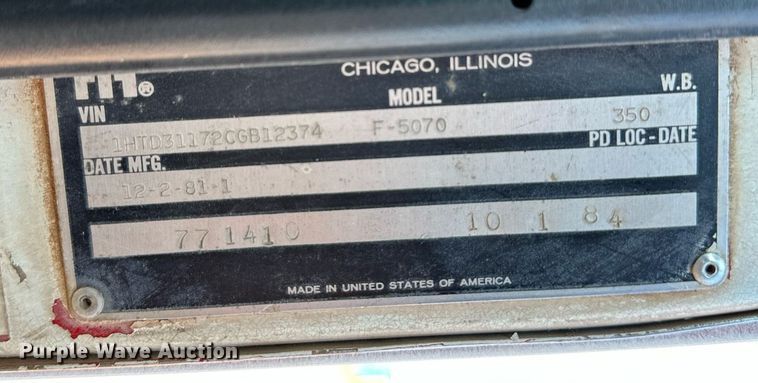 CHICAGO, ILLINOIS
®
VIN MODEL W.B.
1HTD31172CGB12374 F-5070 350
DATE MFG. PD LOC-DATE
12-2-81-1
771410 10 1 84
MADE IN UNITED STATES OF AMERICA
Purple Wave Auction